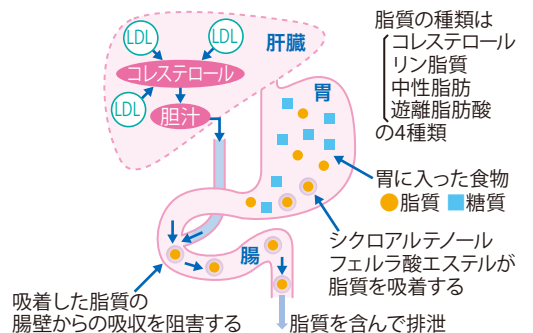 LDL
LDL
肝臓
コレステロール
LDL
胆汁
脂質の種類は
コレステロール
リン脂質
中性脂肪
遊離脂肪酸
の4種類
胃
胃に入った食物
脂質 糖質
シクロアルテノール
フェルラ酸エステルが
脂質を吸着する
腸
吸着した脂質の
腸壁からの吸収を阻害する
脂質を含んで排泄